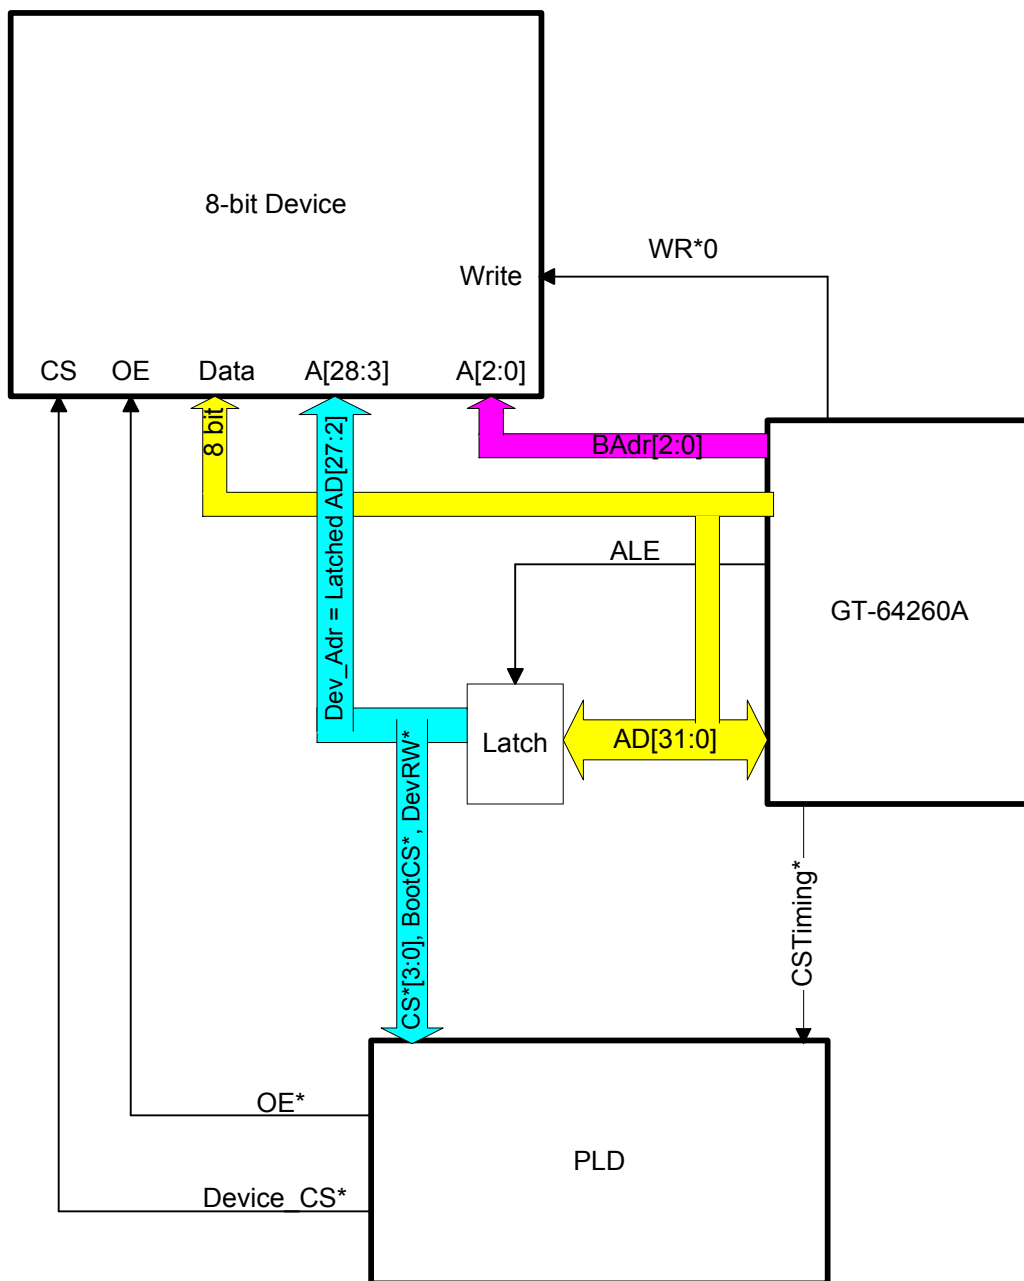 8-bit Device
WR*0
Write
CS OE Data A[28:3] A[2:0]
8 bit
BAdr[2:0]
ALE
GT-64260A
Dev_Adr = Latched AD[27:2]
Latch
AD[31:0]
CS*[3:0], BootCS*, DevRW*
CSTiming*
OE*
PLD
Device_CS*